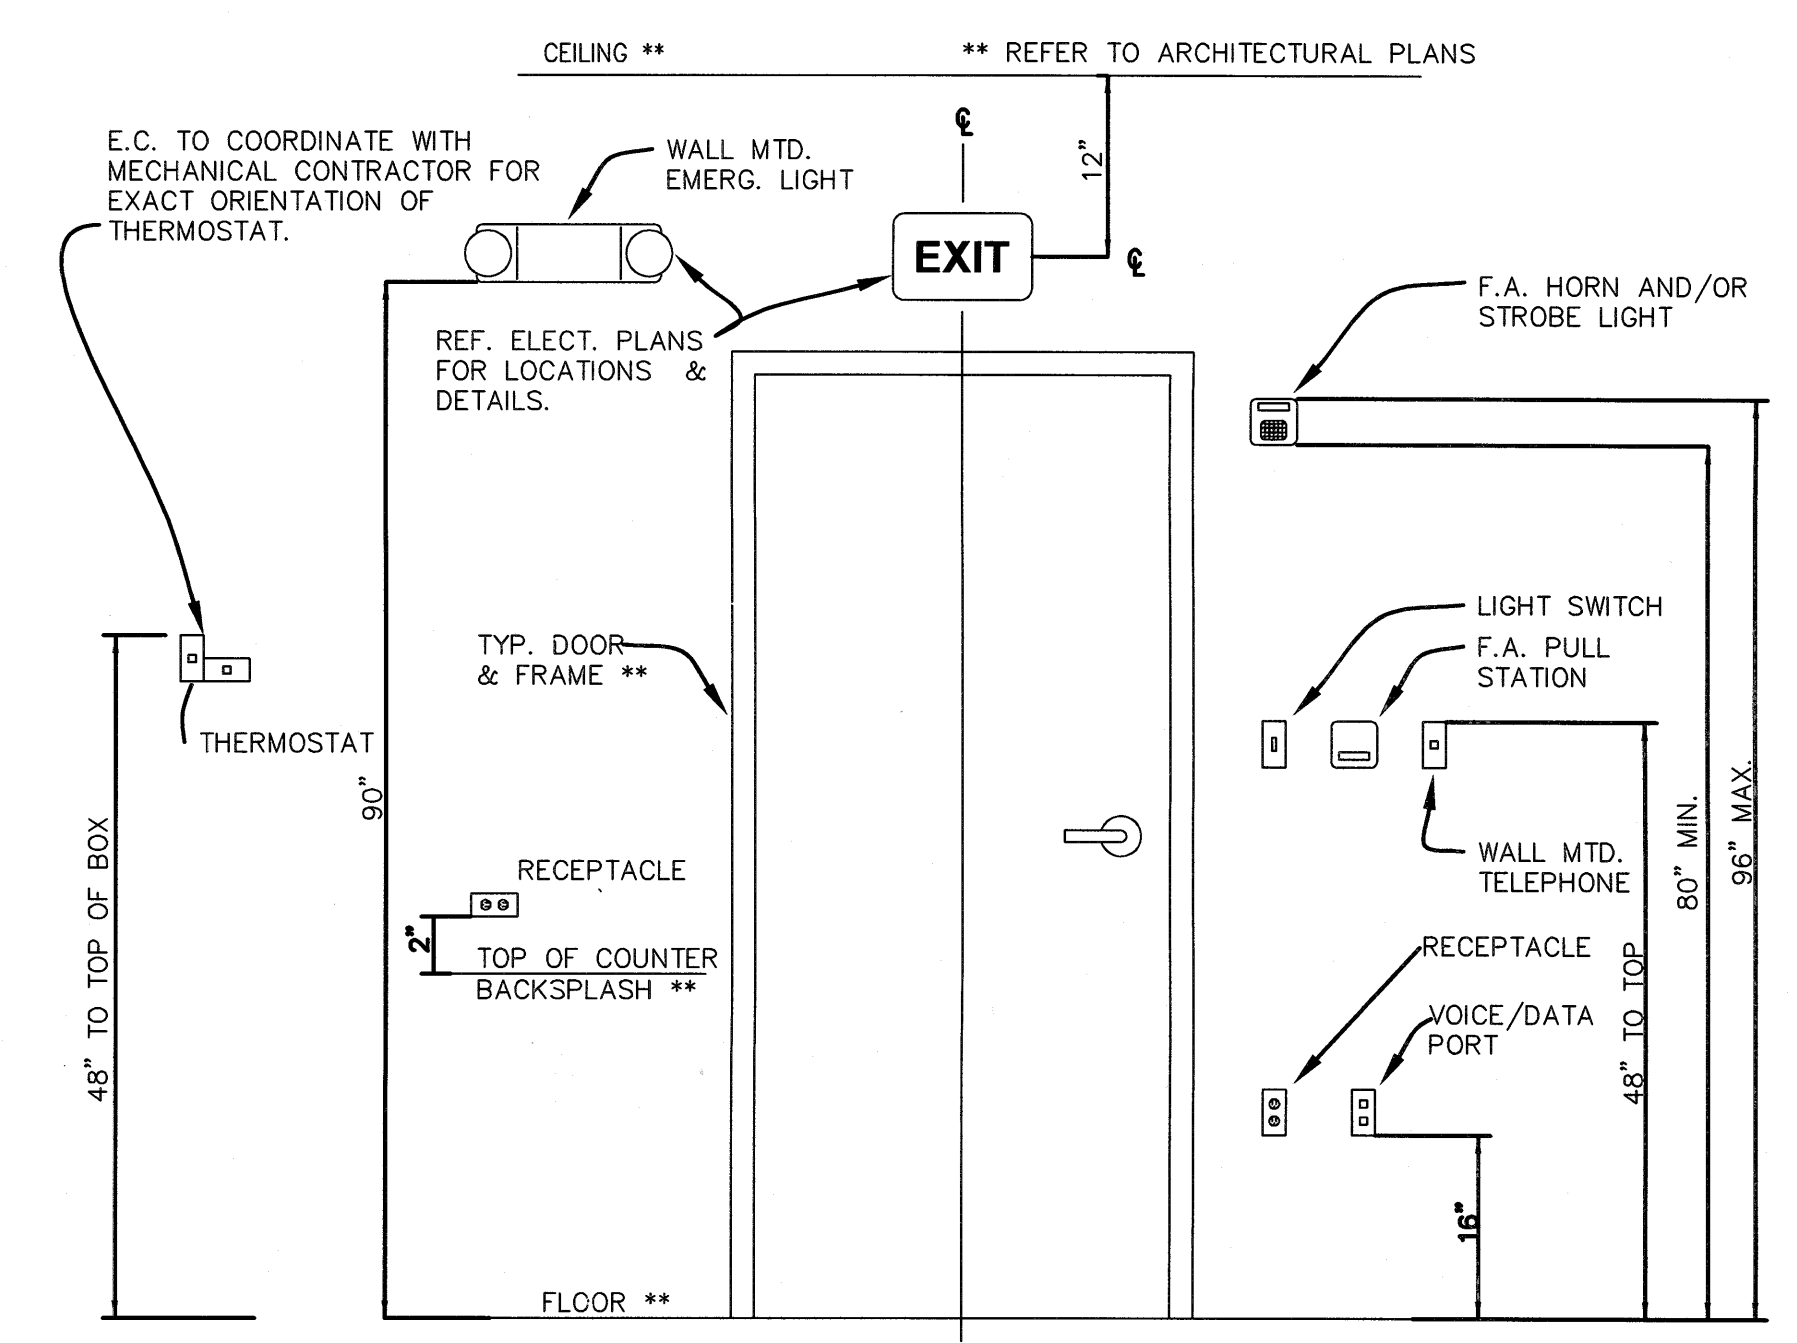 CEILING **
** REFER TO ARCHITECTURAL PLANS
E.C. TO COORDINATE WITH
MECHANICAL CONTRACTOR FOR
EXACT ORIENTATION OF
THERMOSTAT.
WALL MTD.
EMERG. LIGHT
℄
12"
EXIT
℄
REF. ELECT. PLANS
FOR LOCATIONS &
DETAILS.
F.A. HORN AND/OR
STROBE LIGHT
TYP. DOOR
& FRAME **
LIGHT SWITCH
F.A. PULL
STATION
THERMOSTAT
90"
48" TO TOP OF BOX
RECEPTACLE
2"
TOP OF COUNTER
BACKSPLASH **
WALL MTD.
TELEPHONE
80" MIN.
96" MAX.
RECEPTACLE
VOICE/DATA
PORT
48" TO TOP
16"
FLOOR **